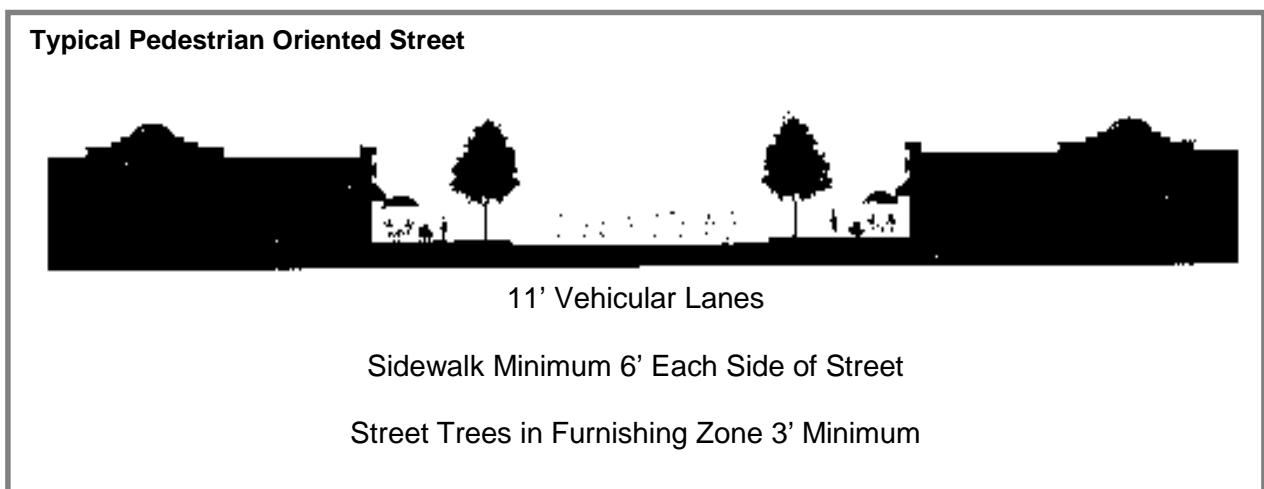 Typical Pedestrian Oriented Street
11’ Vehicular Lanes
Sidewalk Minimum 6’ Each Side of Street
Street Trees in Furnishing Zone 3’ Minimum